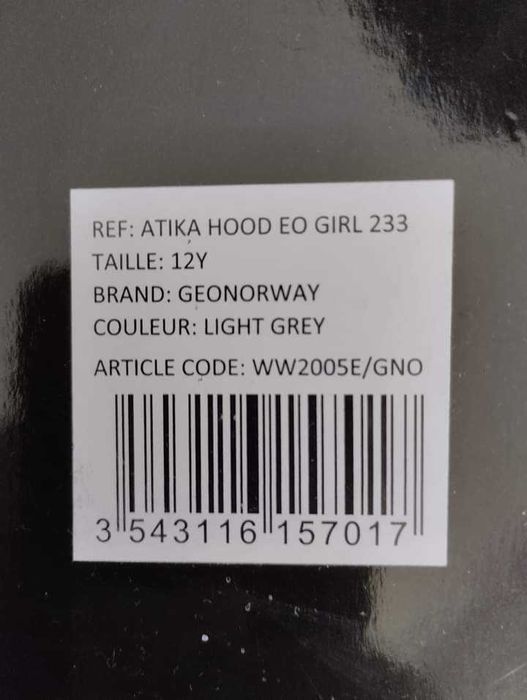 REF: ATIKA HOOD EO GIRL 233
TAILLE: 12Y
BRAND: GEONORWAY
COULEUR: LIGHT GREY
ARTICLE CODE: WW2005E/GNO
3 543116 157017